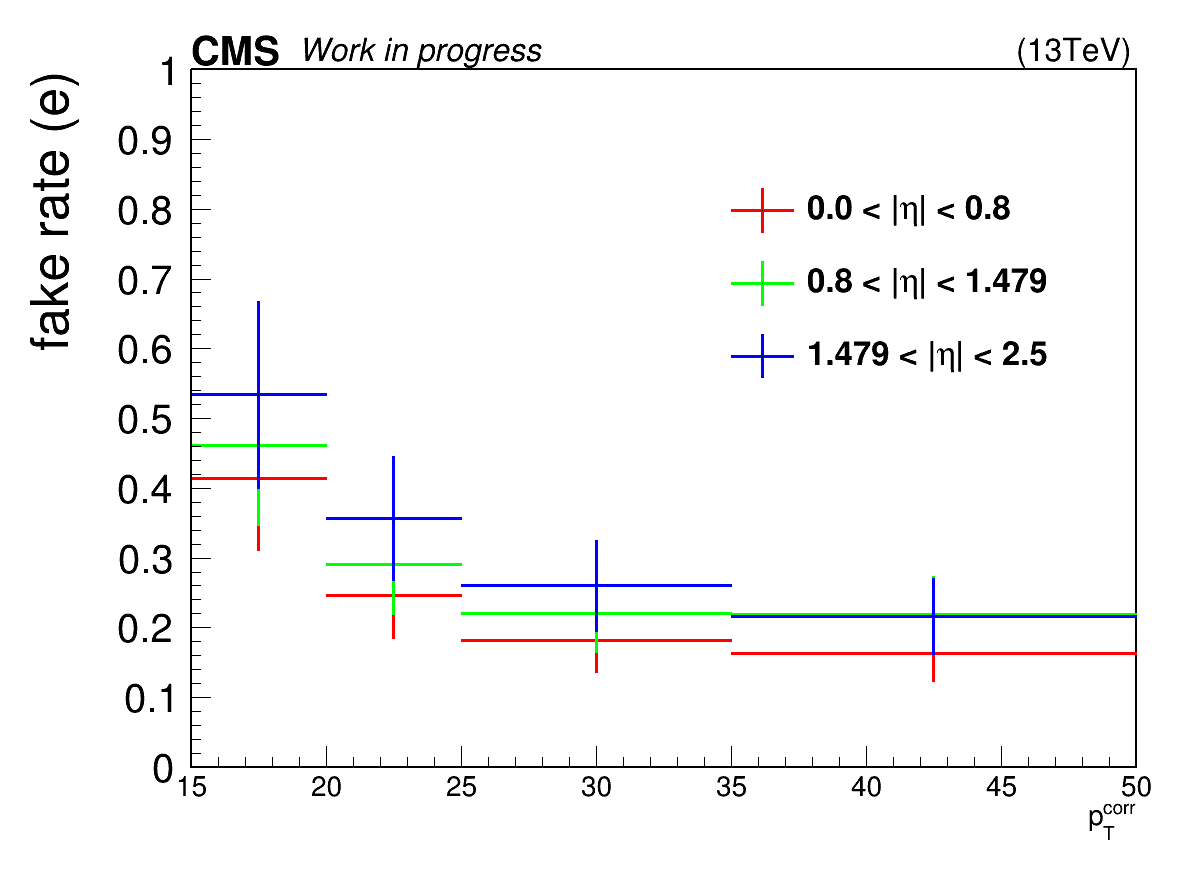 CMS Work in progress (13TeV)
fake rate (e)
1
0.9
0.8
0.7
0.6
0.5
0.4
0.3
0.2
0.1
0
0.0 < |η| < 0.8
0.8 < |η| < 1.479
1.479 < |η| < 2.5
15 20 25 30 35 40 45 50
p_T^corr